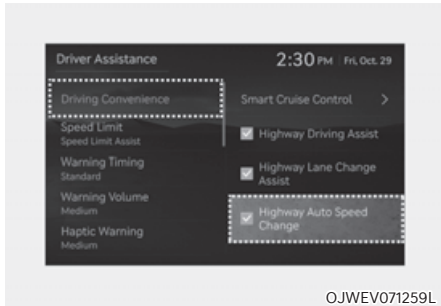 Driver Assistance
2:30 PM Fri, Oct. 29
Driving Convenience
Speed Limit
Speed Limit Assist
Warning Timing
Standard
Warning Volume
Medium
Haptic Warning
Medium
Smart Cruise Control >
Highway Driving Assist
Highway Lane Change
Assist
Highway Auto Speed
Change
OJWEV071259L